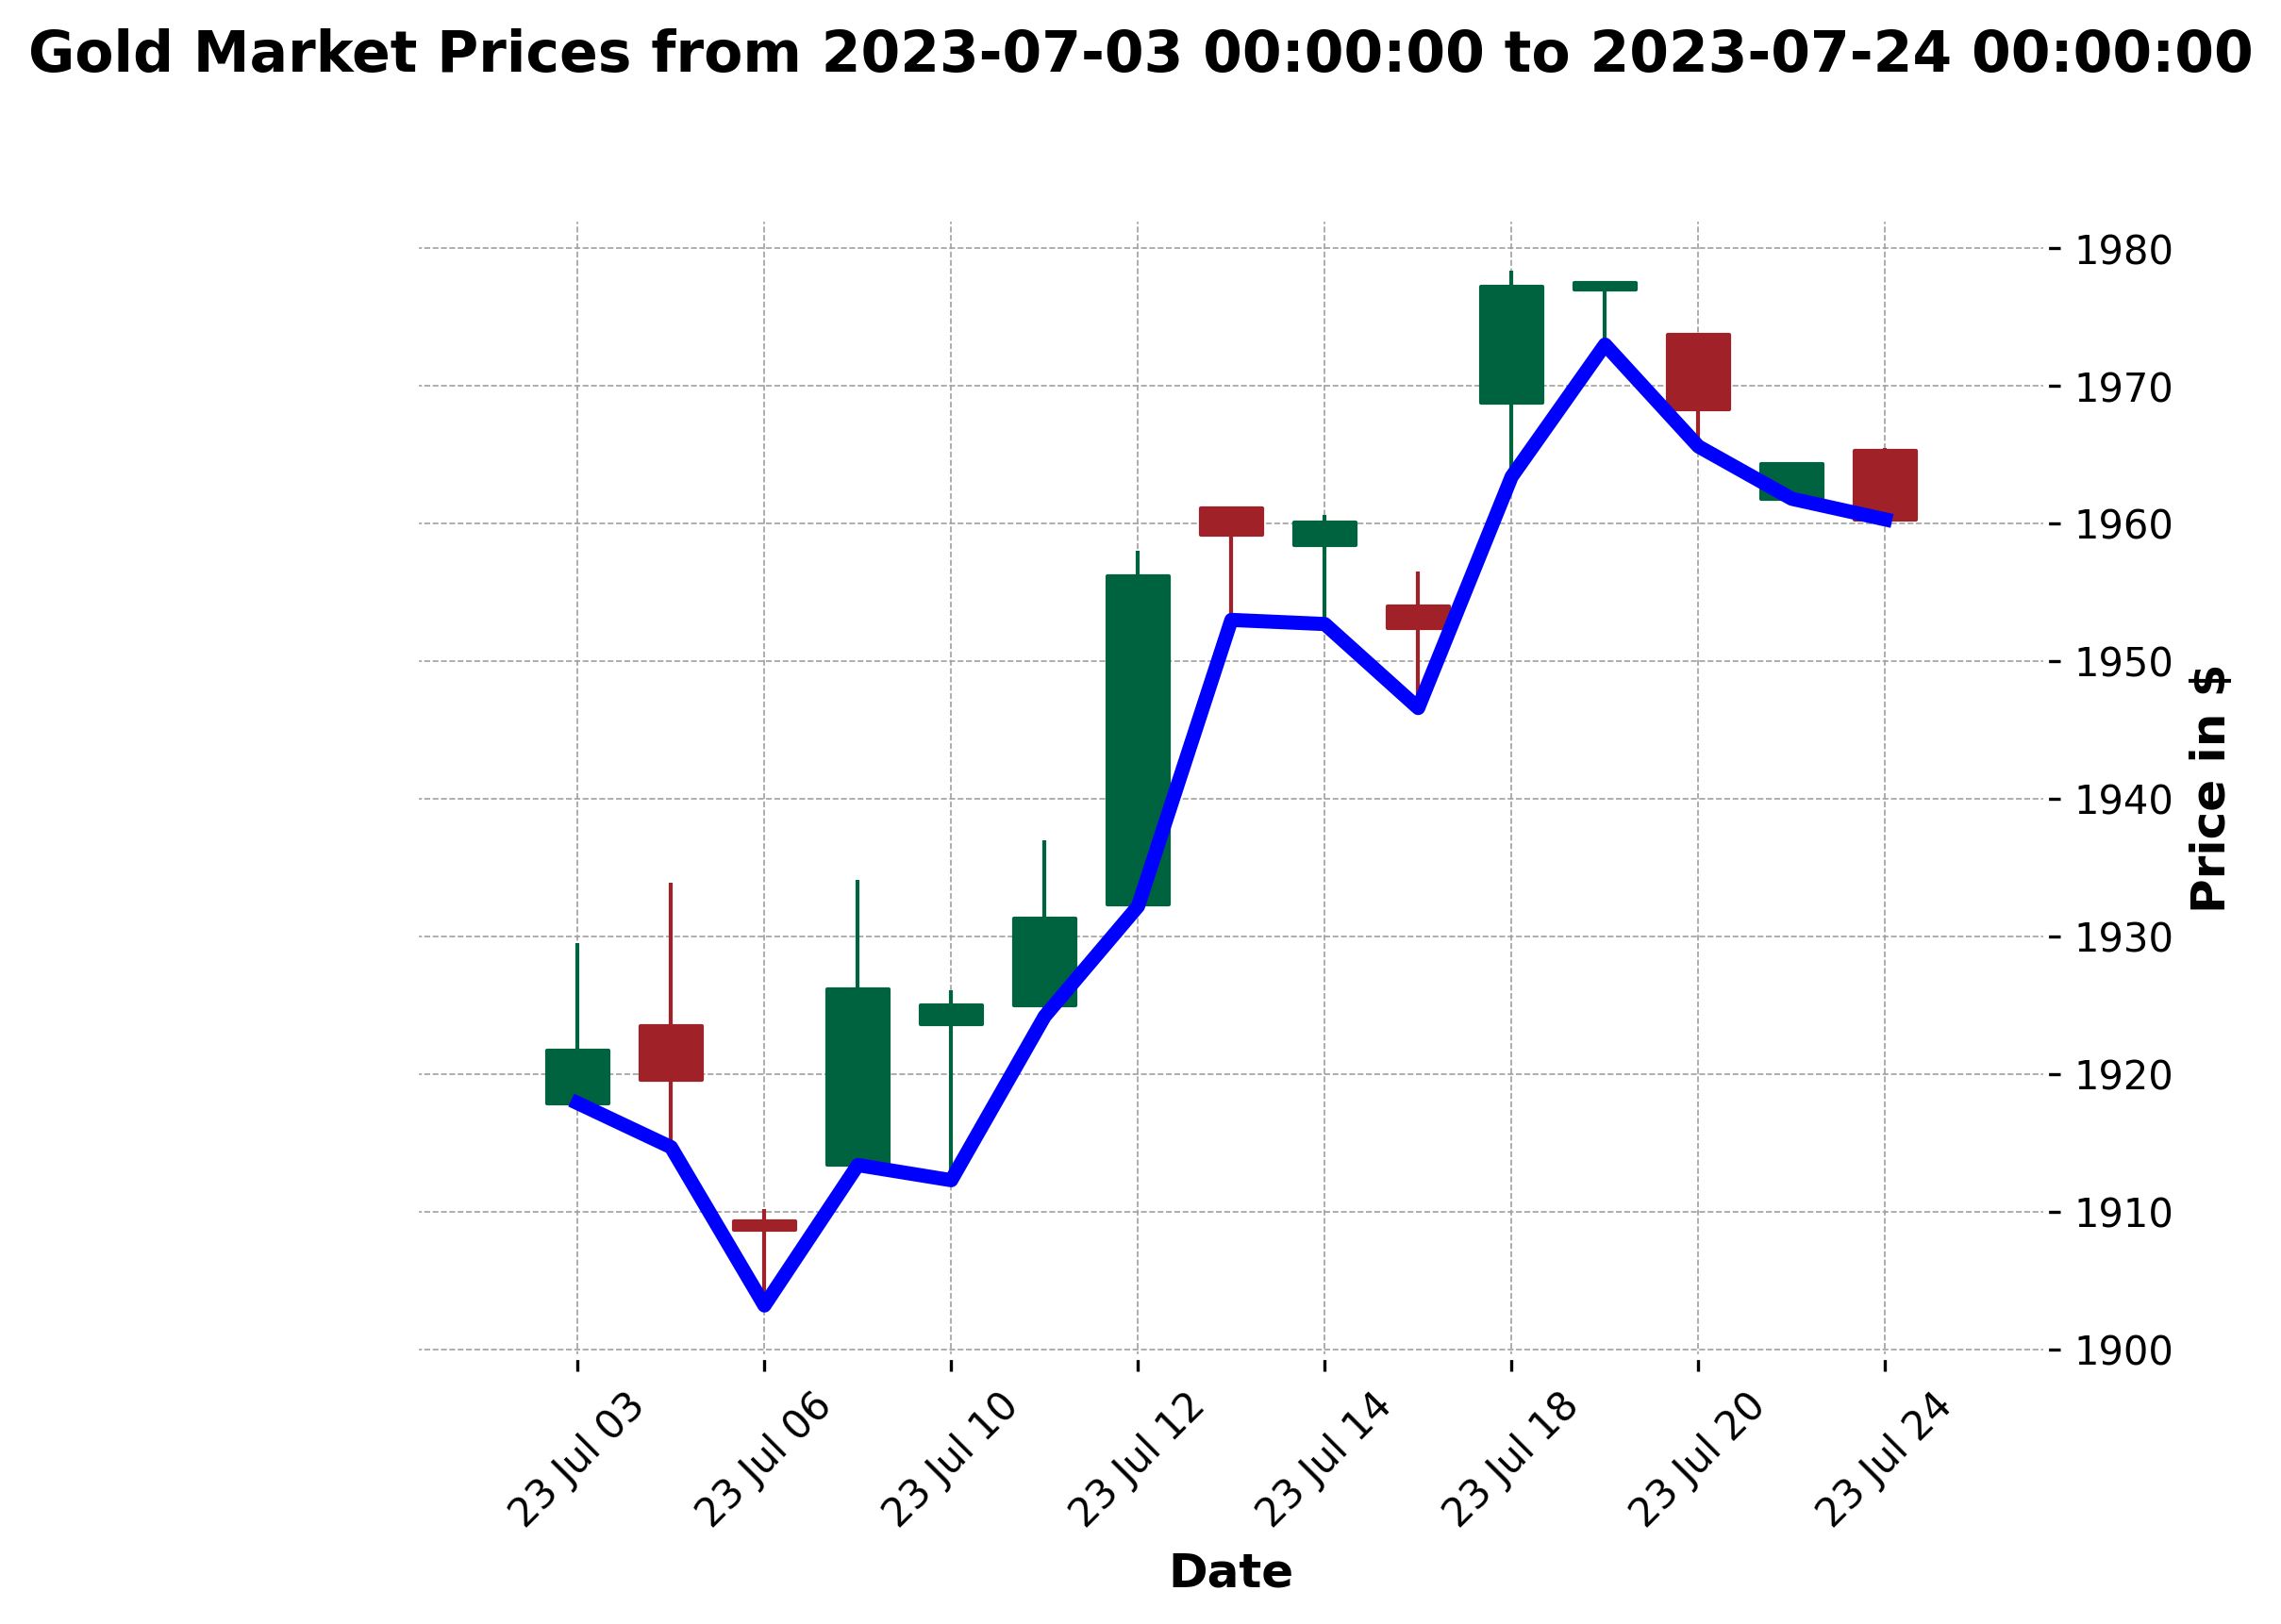 Gold Market Prices from 2023-07-03 00:00:00 to 2023-07-24 00:00:00
1980
1970
1960
1950
1940
1930
1920
1910
1900
Price in $
23 Jul 03
23 Jul 06
23 Jul 10
23 Jul 12
23 Jul 14
23 Jul 18
23 Jul 20
23 Jul 24
Date